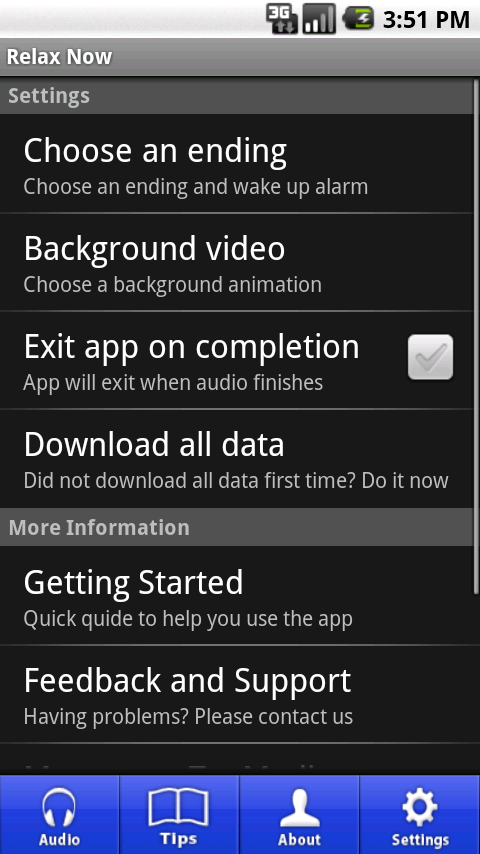 3G 3:51 PM
Relax Now
Settings
Choose an ending
Choose an ending and wake up alarm
Background video
Choose a background animation
Exit app on completion
App will exit when audio finishes
Download all data
Did not download all data first time? Do it now
More Information
Getting Started
Quick quide to help you use the app
Feedback and Support
Having problems? Please contact us
Audio Tips About Settings